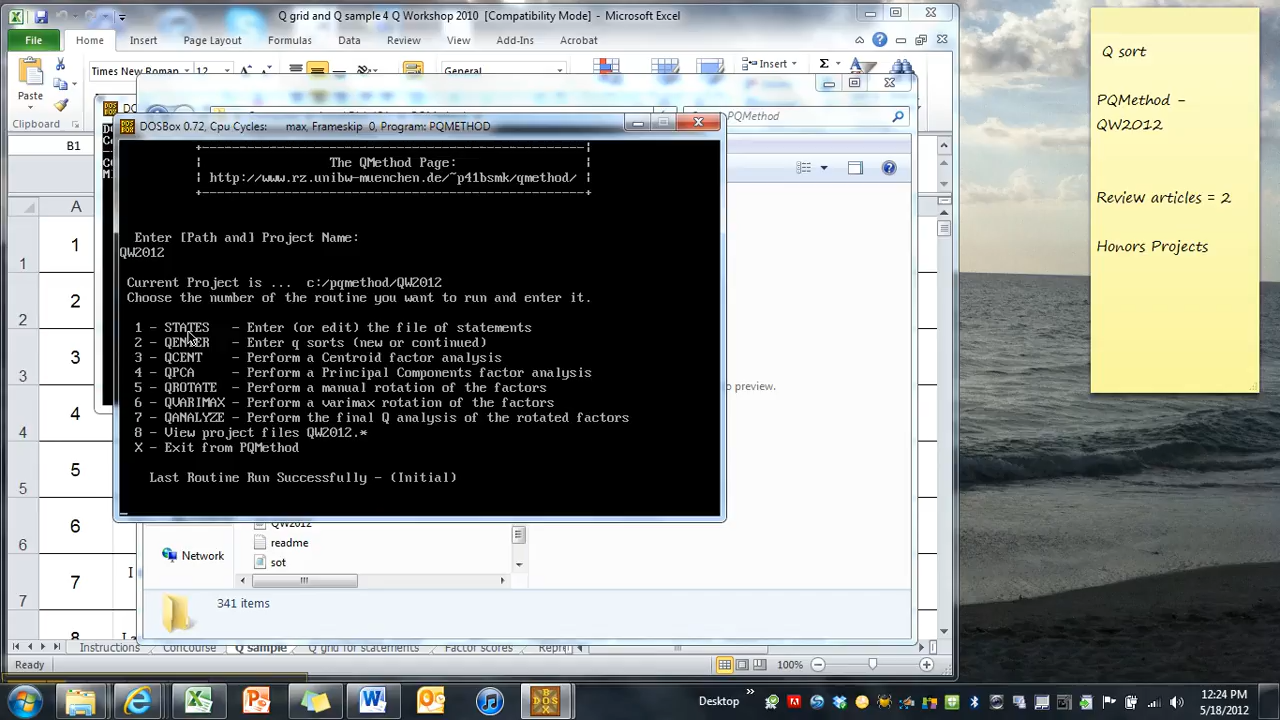 Q grid and Q sample 4 Q Workshop 2010 [Compatibility Mode] - Microsoft Excel
File
Home
Insert
Page Layout
Formulas
Data
Review
View
Add-Ins
Acrobat
Paste
Times New Roman
12
General
Insert
Clipboard
B1
PQMethod
DOSBox 0.72, Cpu Cycles: max, Frameskip 0, Program: PQMETHOD
The QMethod Page:
http://www.rz.unibw-muenchen.de/~p41bsmk/qmethod/
Enter [Path and] Project Name:
QW2012
Current Project is ... c:/pqmethod/QW2012
Choose the number of the routine you want to run and enter it.
1 - STATES - Enter (or edit) the file of statements
2 - QENTER - Enter q sorts (new or continued)
3 - QCENT - Perform a Centroid factor analysis
4 - QPCA - Perform a Principal Components factor analysis
5 - QROTATE - Perform a manual rotation of the factors
6 - QVARIMAX - Perform a varimax rotation of the factors
7 - QANALYZE - Perform the final Q analysis of the rotated factors
8 - View project files QW2012.*
X - Exit from PQMethod
Last Routine Run Successfully - (Initial)
A
1
1
2
2
3
3
4
4
5
5
6
6
7
7
8
o preview.
QW2012
Network
readme
sot
341 items
Instructions
Concourse
Q sample
Q grid for statements
Factor scores
Ready
100%
Q sort
PQMethod -
QW2012
Review articles = 2
Honors Projects
Desktop
12:24 PM
5/18/2012